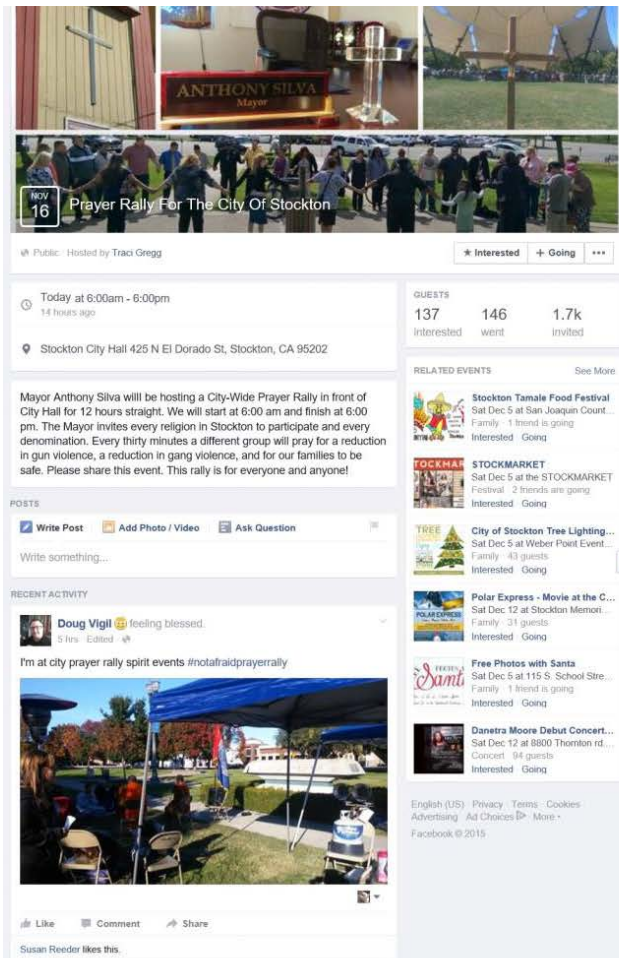 ANTHONY SILVA
Mayor
NOV
16
Prayer Rally For The City Of Stockton
Public · Hosted by Traci Gregg
★ Interested
+ Going
•••
Today at 6:00am - 6:00pm
14 hours ago
Stockton City Hall 425 N El Dorado St, Stockton, CA 95202
Mayor Anthony Silva willl be hosting a City-Wide Prayer Rally in front of
City Hall for 12 hours straight. We will start at 6:00 am and finish at 6:00
pm. The Mayor invites every religion in Stockton to participate and every
denomination. Every thirty minutes a different group will pray for a reduction
in gun violence, a reduction in gang violence, and for our families to be
safe. Please share this event. This rally is for everyone and anyone!
POSTS
Write Post
Add Photo / Video
Ask Question
Write something...
RECENT ACTIVITY
Doug Vigil feeling blessed.
5 hrs · Edited
I'm at city prayer rally spirit events #notafraidprayerrally
Like
Comment
Share
Susan Reeder likes this.
GUESTS
137 146 1.7k
interested went invited
RELATED EVENTS See More
Stockton Tamale Food Festival
Sat Dec 5 at San Joaquin Count...
Family · 1 friend is going
Interested · Going
TOCKMAR
STOCKMARKET
Sat Dec 5 at the STOCKMARKET
Festival · 2 friends are going
Interested · Going
TREE
City of Stockton Tree Lighting...
Sat Dec 5 at Weber Point Event...
Family · 43 guests
Interested · Going
POLAR EXPRESS
Polar Express - Movie at the C...
Sat Dec 12 at Stockton Memori...
Family · 31 guests
Interested · Going
Santa
Free Photos with Santa
Sat Dec 5 at 115 S. School Stre...
Family · 1 friend is going
Interested · Going
Danetra Moore Debut Concert...
Sat Dec 12 at 8800 Thornton rd....
Concert · 94 guests
Interested · Going
English (US) · Privacy · Terms · Cookies
Advertising · Ad Choices · More
Facebook © 2015